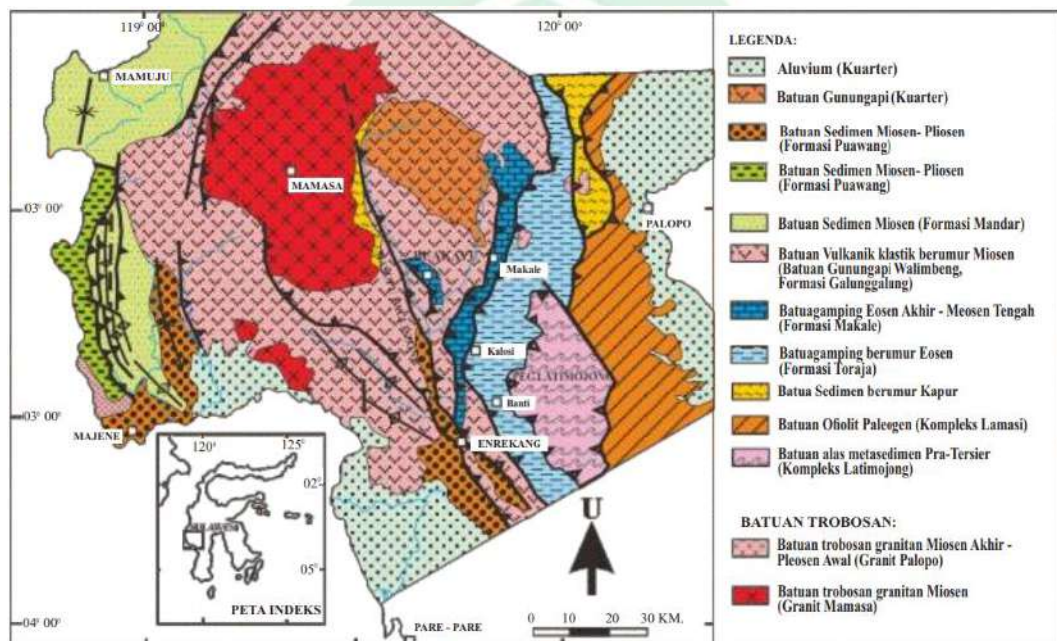 119° 00'
120° 00'
MAMUJU
MAMASA
03° 00'
PALOPO
Makale
Kalosi
Banti
03° 00'
MAJENE
ENREKANG
120°
125°
02°
05°
PETA INDEKS
U
0 10 20 30 KM.
04° 00'
PARE - PARE
LEGENDA:
Aluvium (Kuarter)
Batuan Gunungapi (Kuarter)
Batuan Sedimen Miosen- Pliosen
(Formasi Puawang)
Batuan Sedimen Miosen- Pliosen
(Formasi Puawang)
Batuan Sedimen Miosen (Formasi Mandar)
Batuan Vulkanik klastik berumur Miosen
(Batuan Gunungapi Walimbeng,
Formasi Galunggalang)
Batuagamping Eosen Akhir - Meosen Tengah
(Formasi Makale)
Batuagamping berumur Eosen
(Formasi Toraja)
Batua Sedimen berumur Kapur
Batuan Ofiolit Paleogen (Kompleks Lamasi)
Batuan alas metasedimen Pra-Tersier
(Kompleks Latimojong)
BATUAN TROBOSAN:
Batuan trobosan granitan Miosen Akhir -
Pleosen Awal (Granit Palopo)
Batuan trobosan granitan Miosen
(Granit Mamasa)